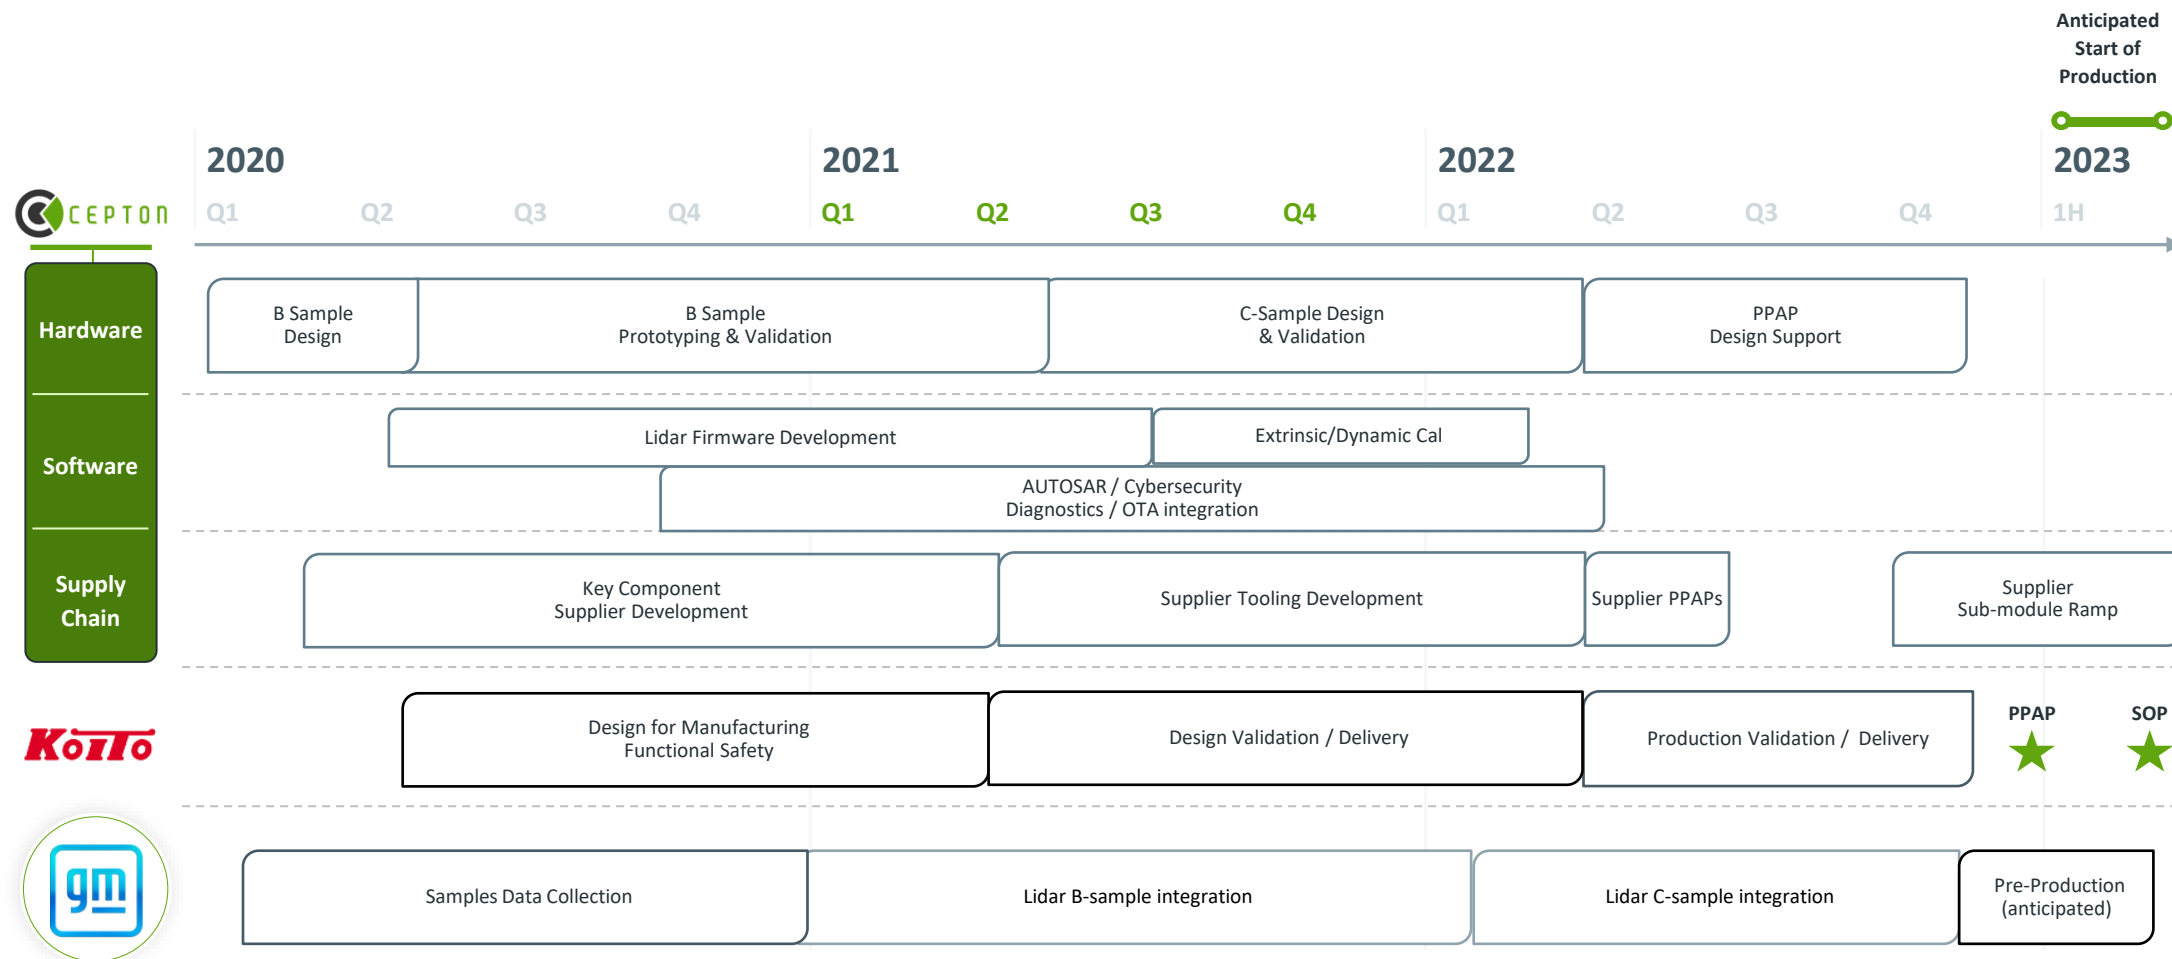 Anticipated
Start of
Production
2020
2021
2022
2023
CEPTON
Q1
Q2
Q3
Q4
Q1
Q2
Q3
Q4
Q1
Q2
Q3
Q4
1H
Hardware
B Sample
Design
B Sample
Prototyping & Validation
C-Sample Design
& Validation
PPAP
Design Support
Software
Lidar Firmware Development
Extrinsic/Dynamic Cal
AUTOSAR / Cybersecurity
Diagnostics / OTA integration
Supply
Chain
Key Component
Supplier Development
Supplier Tooling Development
Supplier PPAPs
Supplier
Sub-module Ramp
KOITO
Design for Manufacturing
Functional Safety
Design Validation / Delivery
Production Validation /  Delivery
PPAP
SOP
gm
Samples Data Collection
Lidar B-sample integration
Lidar C-sample integration
Pre-Production
(anticipated)